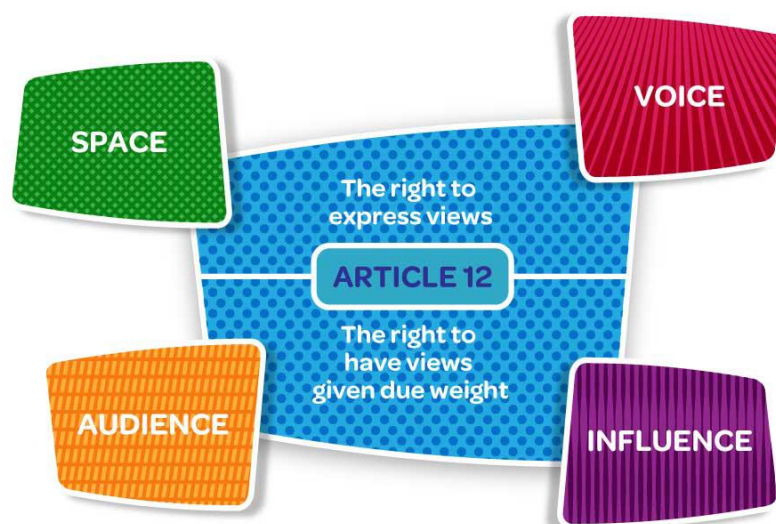 SPACE
VOICE
The right to
express views
ARTICLE 12
The right to
have views
given due weight
AUDIENCE
INFLUENCE